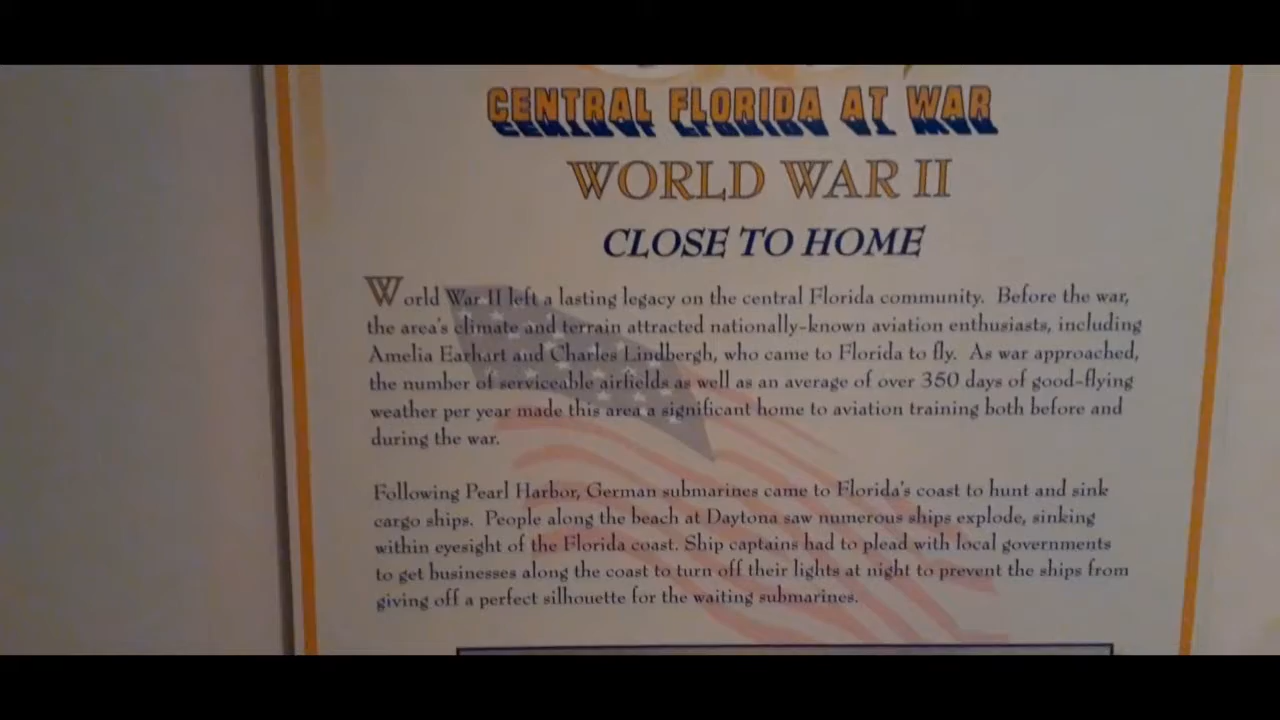 CENTRAL FLORIDA AT WAR
WORLD WAR II
CLOSE TO HOME
World War II left a lasting legacy on the central Florida community. Before the war,
the area's climate and terrain attracted nationally-known aviation enthusiasts, including
Amelia Earhart and Charles Lindbergh, who came to Florida to fly. As war approached,
the number of serviceable airfields as well as an average of over 350 days of good-flying
weather per year made this area a significant home to aviation training both before and
during the war.
Following Pearl Harbor, German submarines came to Florida's coast to hunt and sink
cargo ships. People along the beach at Daytona saw numerous ships explode, sinking
within eyesight of the Florida coast. Ship captains had to plead with local governments
to get businesses along the coast to turn off their lights at night to prevent the ships from
giving off a perfect silhouette for the waiting submarines.